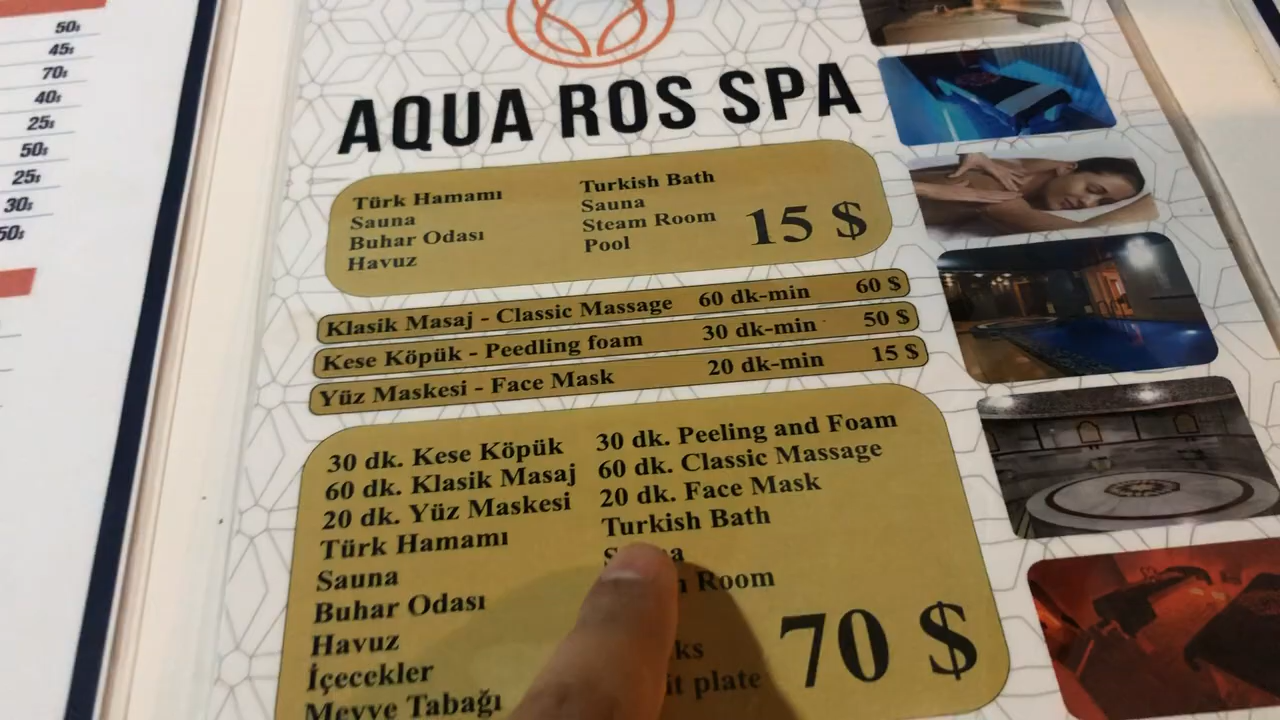 50$
45$
70$
40$
25$
50$
25$
30$
50$
AQUA ROS SPA
Türk Hamamı
Sauna
Buhar Odası
Havuz
Turkish Bath
Sauna
Steam Room
Pool
15 $
Klasik Masaj - Classic Massage 60 dk-min 60 $
Kese Köpük - Peedling foam 30 dk-min 50 $
Yüz Maskesi - Face Mask 20 dk-min 15 $
30 dk. Kese Köpük
60 dk. Klasik Masaj
20 dk. Yüz Maskesi
Türk Hamamı
Sauna
Buhar Odası
Havuz
İçecekler
Meyve Tabağı
30 dk. Peeling and Foam
60 dk. Classic Massage
20 dk. Face Mask
Turkish Bath
Room
plate
70 $